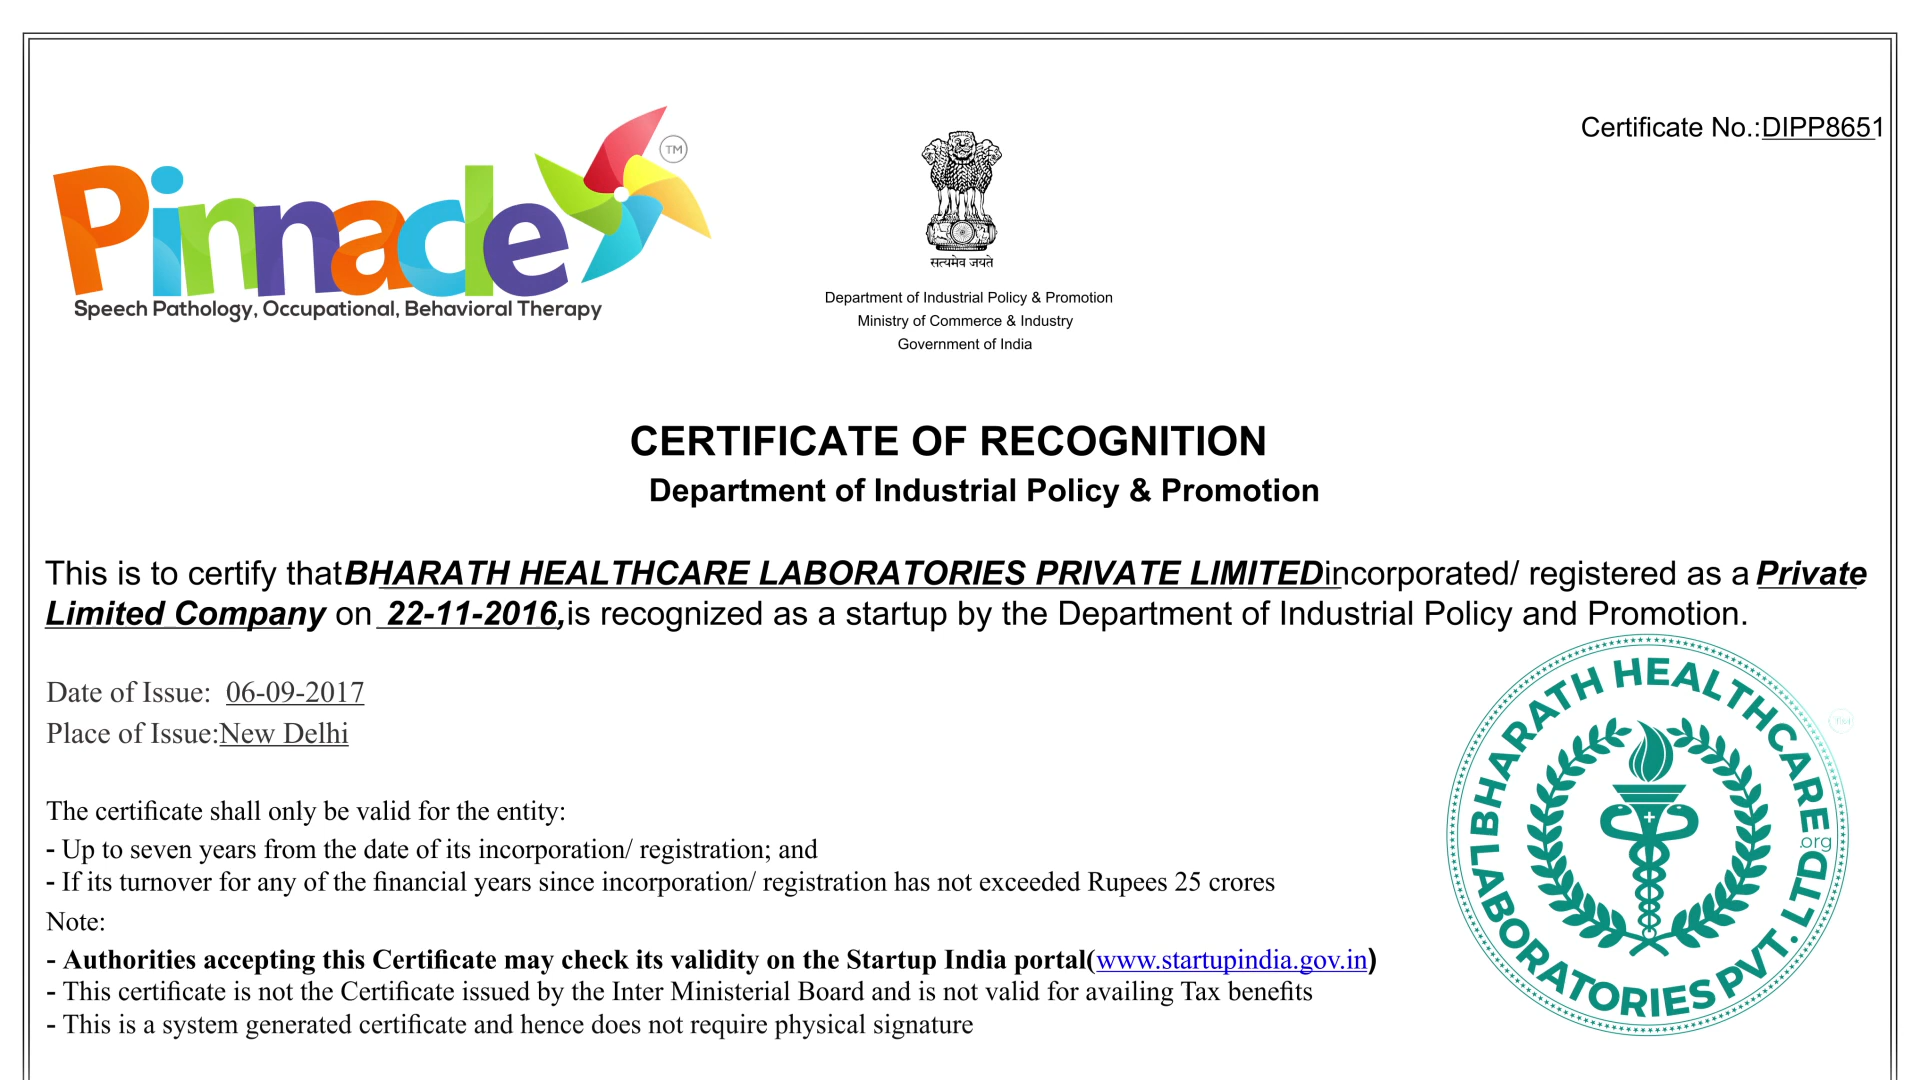 Certificate No.:DIPP8651
Pinnacle
TM
Speech Pathology, Occupational, Behavioral Therapy
सत्यमेव जयते
Department of Industrial Policy & Promotion
Ministry of Commerce & Industry
Government of India
CERTIFICATE OF RECOGNITION
Department of Industrial Policy & Promotion
This is to certify thatBHARATH HEALTHCARE LABORATORIES PRIVATE LIMITEDincorporated/ registered as a Private
Limited Company on 22-11-2016,is recognized as a startup by the Department of Industrial Policy and Promotion.
Date of Issue: 06-09-2017
Place of Issue:New Delhi
The certificate shall only be valid for the entity:
- Up to seven years from the date of its incorporation/ registration; and
- If its turnover for any of the financial years since incorporation/ registration has not exceeded Rupees 25 crores
Note:
- Authorities accepting this Certificate may check its validity on the Startup India portal(www.startupindia.gov.in)
- This certificate is not the Certificate issued by the Inter Ministerial Board and is not valid for availing Tax benefits
- This is a system generated certificate and hence does not require physical signature
BHARATH HEALTHCARE
.org
LABORATORIES PVT. LTD